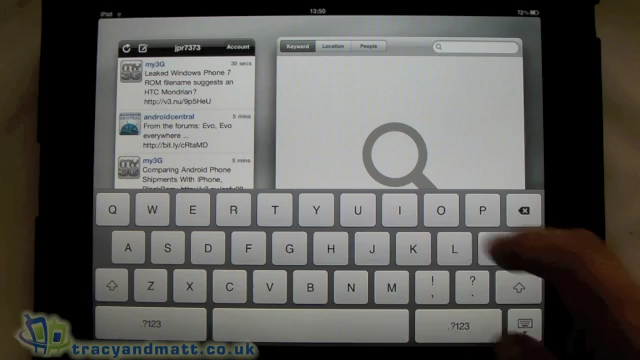 iPad
13:50
72%
jpr7373
Account
my3G
30 secs
Leaked Windows Phone 7
ROM filename suggests an
HTC Mondrian?
http://v3.nu/9p5HeU
androidcentral
5 mins
From the forums: Evo, Evo
everywhere ...
http://bit.ly/cRtaMD
my3G
5 mins
Comparing Android Phone
Shipments With iPhone,
Keyword
Location
People
Q W E R T Y U I O P
A S D F G H J K L
Z X C V B N M ! , ? .
.?123
.?123
tracyandmatt.co.uk